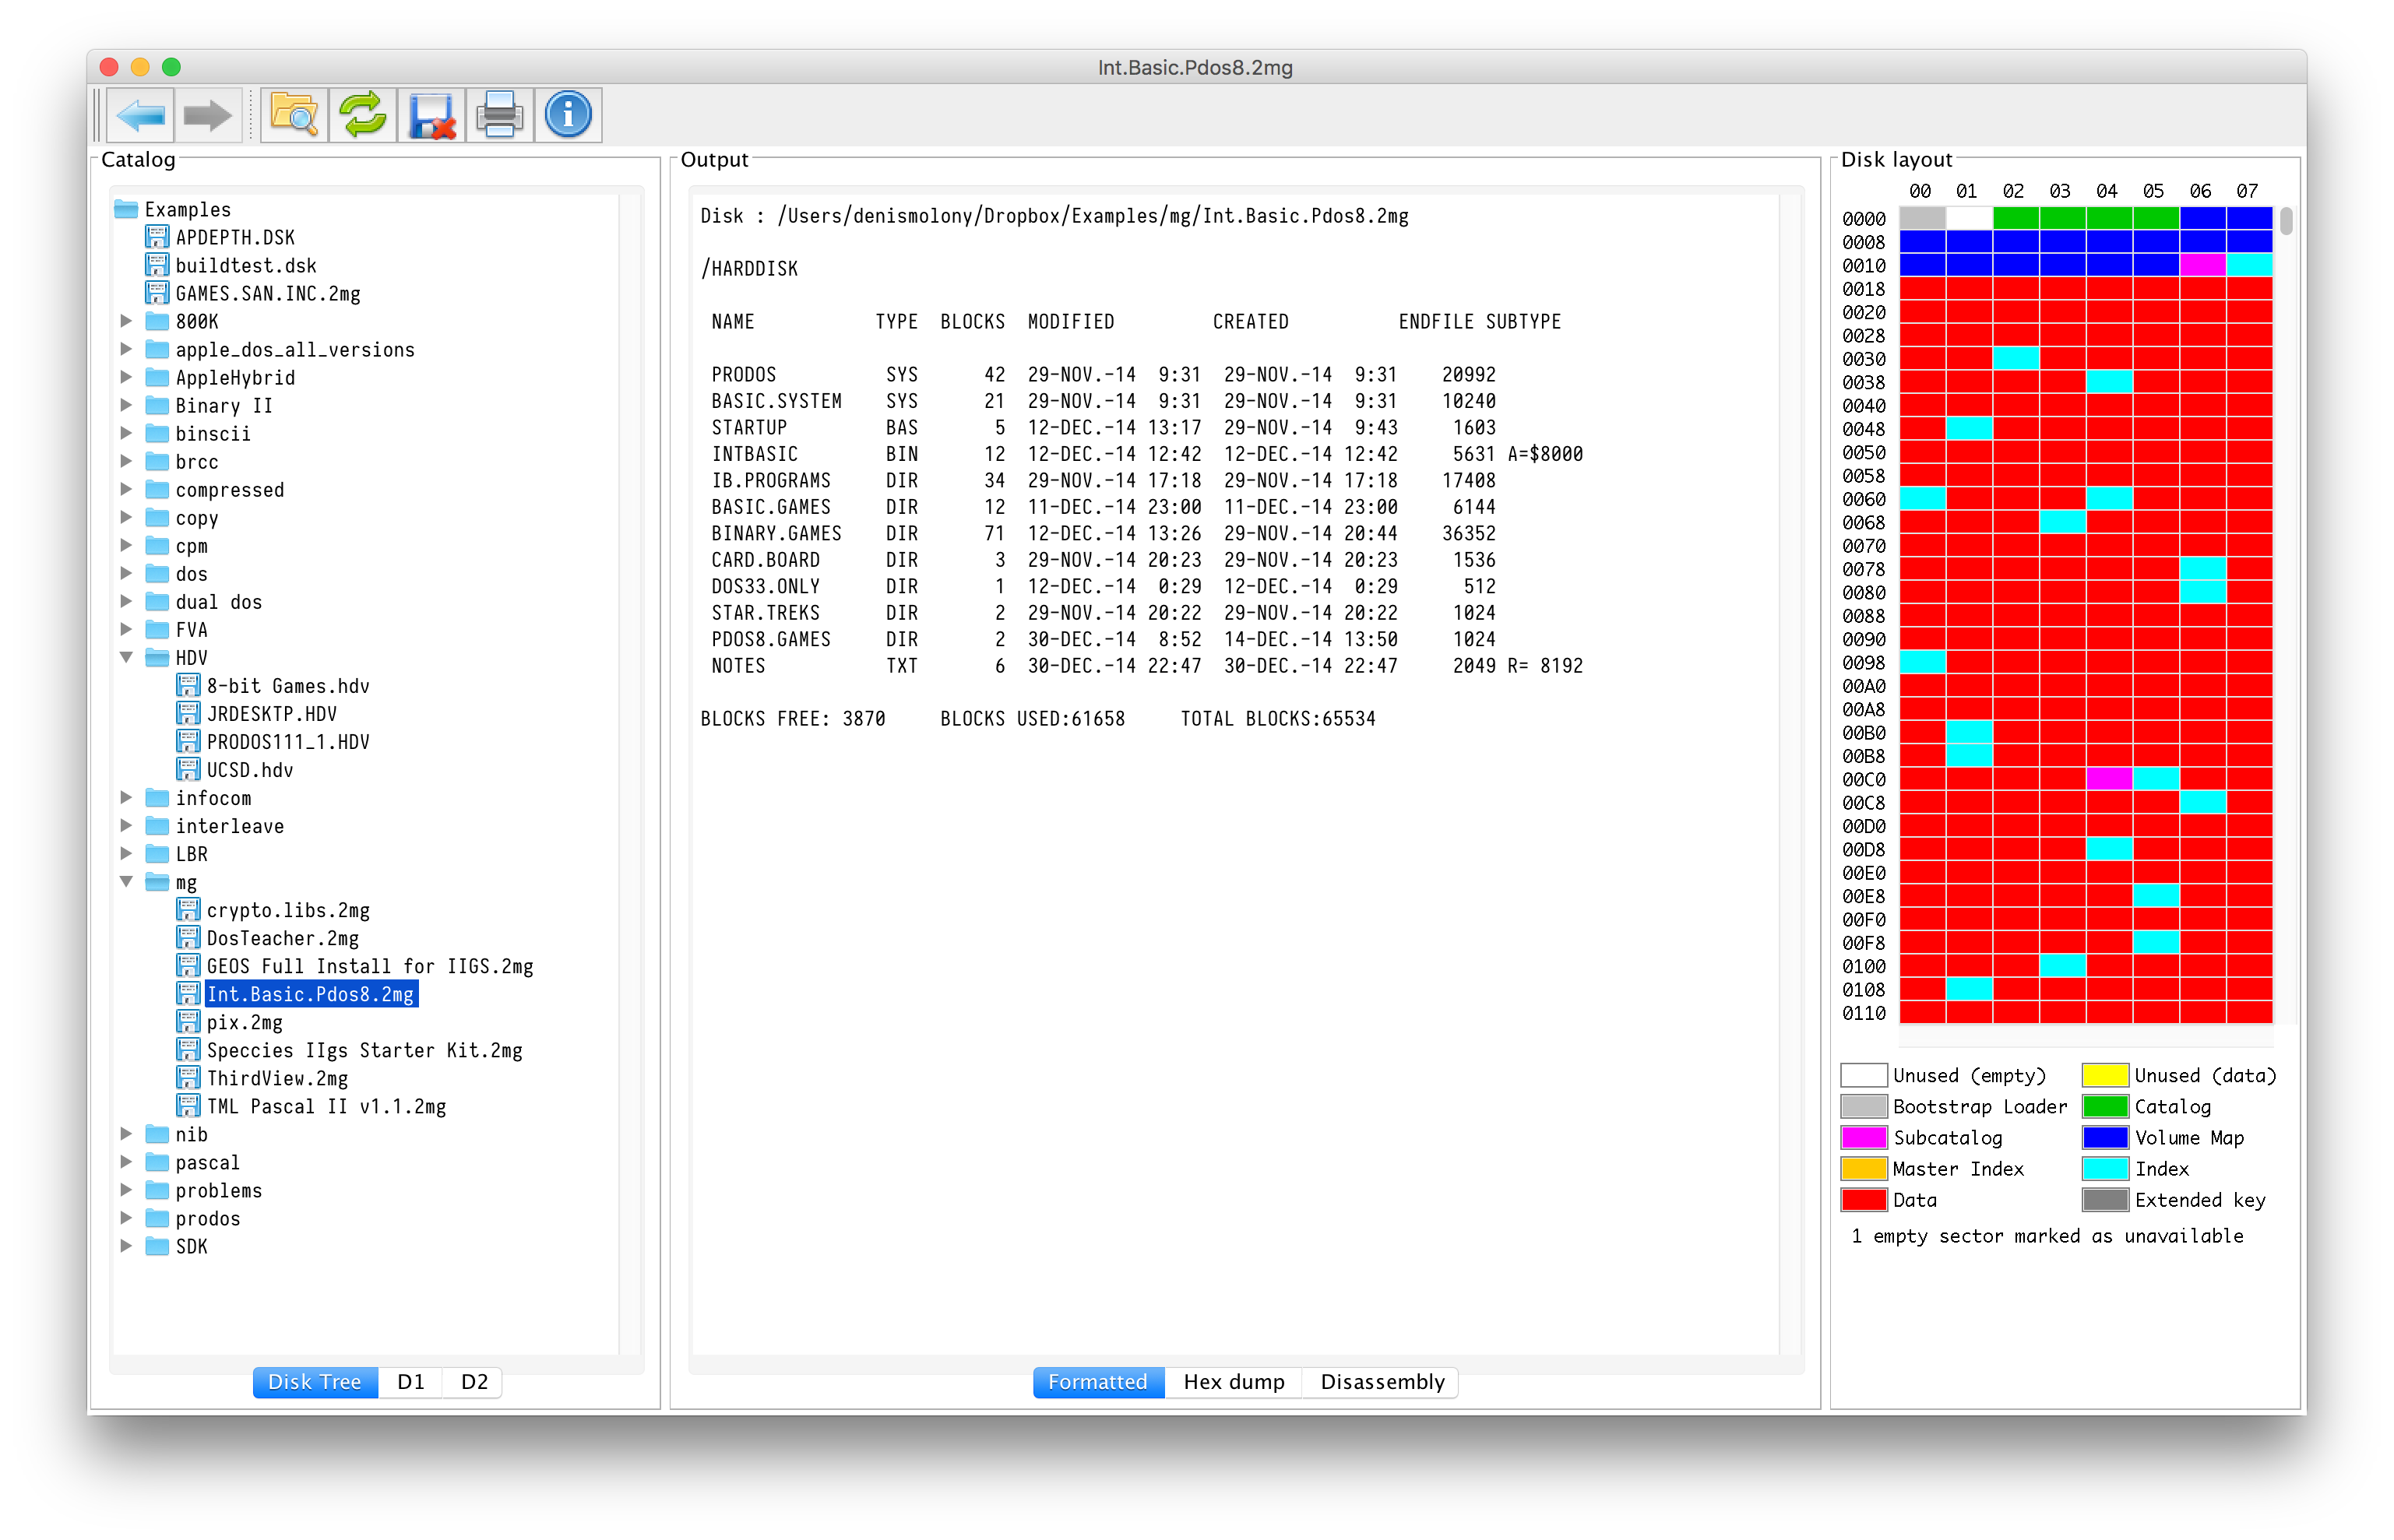 Int.Basic.Pdos8.2mg
Catalog
Examples
APDEPTH.DSK
buildtest.dsk
GAMES.SAN.INC.2mg
800K
apple_dos_all_versions
AppleHybrid
Binary II
binscii
brcc
compressed
copy
cpm
dos
dual dos
FVA
HDV
8-bit Games.hdv
JRDESKTP.HDV
PRODOS111_1.HDV
UCSD.hdv
infocom
interleave
LBR
mg
crypto.libs.2mg
DosTeacher.2mg
GEOS Full Install for IIGS.2mg
Int.Basic.Pdos8.2mg
pix.2mg
Speccies IIgs Starter Kit.2mg
ThirdView.2mg
TML Pascal II v1.1.2mg
nib
pascal
problems
prodos
SDK
Disk Tree D1 D2
Output
Disk : /Users/denismolony/Dropbox/Examples/mg/Int.Basic.Pdos8.2mg
/HARDDISK
NAME TYPE BLOCKS MODIFIED CREATED ENDFILE SUBTYPE
PRODOS SYS 42 29-NOV.-14 9:31 29-NOV.-14 9:31 20992
BASIC.SYSTEM SYS 21 29-NOV.-14 9:31 29-NOV.-14 9:31 10240
STARTUP BAS 5 12-DEC.-14 13:17 29-NOV.-14 9:43 1603
INTBASIC BIN 12 12-DEC.-14 12:42 12-DEC.-14 12:42 5631 A=$8000
IB.PROGRAMS DIR 34 29-NOV.-14 17:18 29-NOV.-14 17:18 17408
BASIC.GAMES DIR 12 11-DEC.-14 23:00 11-DEC.-14 23:00 6144
BINARY.GAMES DIR 71 12-DEC.-14 13:26 29-NOV.-14 20:44 36352
CARD.BOARD DIR 3 29-NOV.-14 20:23 29-NOV.-14 20:23 1536
DOS33.ONLY DIR 1 12-DEC.-14 0:29 12-DEC.-14 0:29 512
STAR.TREKS DIR 2 29-NOV.-14 20:22 29-NOV.-14 20:22 1024
PDOS8.GAMES DIR 2 30-DEC.-14 8:52 14-DEC.-14 13:50 1024
NOTES TXT 6 30-DEC.-14 22:47 30-DEC.-14 22:47 2049 R= 8192
BLOCKS FREE: 3870 BLOCKS USED:61658 TOTAL BLOCKS:65534
Formatted Hex dump Disassembly
Disk layout
00 01 02 03 04 05 06 07
0000
0008
0010
0018
0020
0028
0030
0038
0040
0048
0050
0058
0060
0068
0070
0078
0080
0088
0090
0098
00A0
00A8
00B0
00B8
00C0
00C8
00D0
00D8
00E0
00E8
00F0
00F8
0100
0108
0110
Unused (empty) Unused (data)
Bootstrap Loader Catalog
Subcatalog Volume Map
Master Index Index
Data Extended key
1 empty sector marked as unavailable